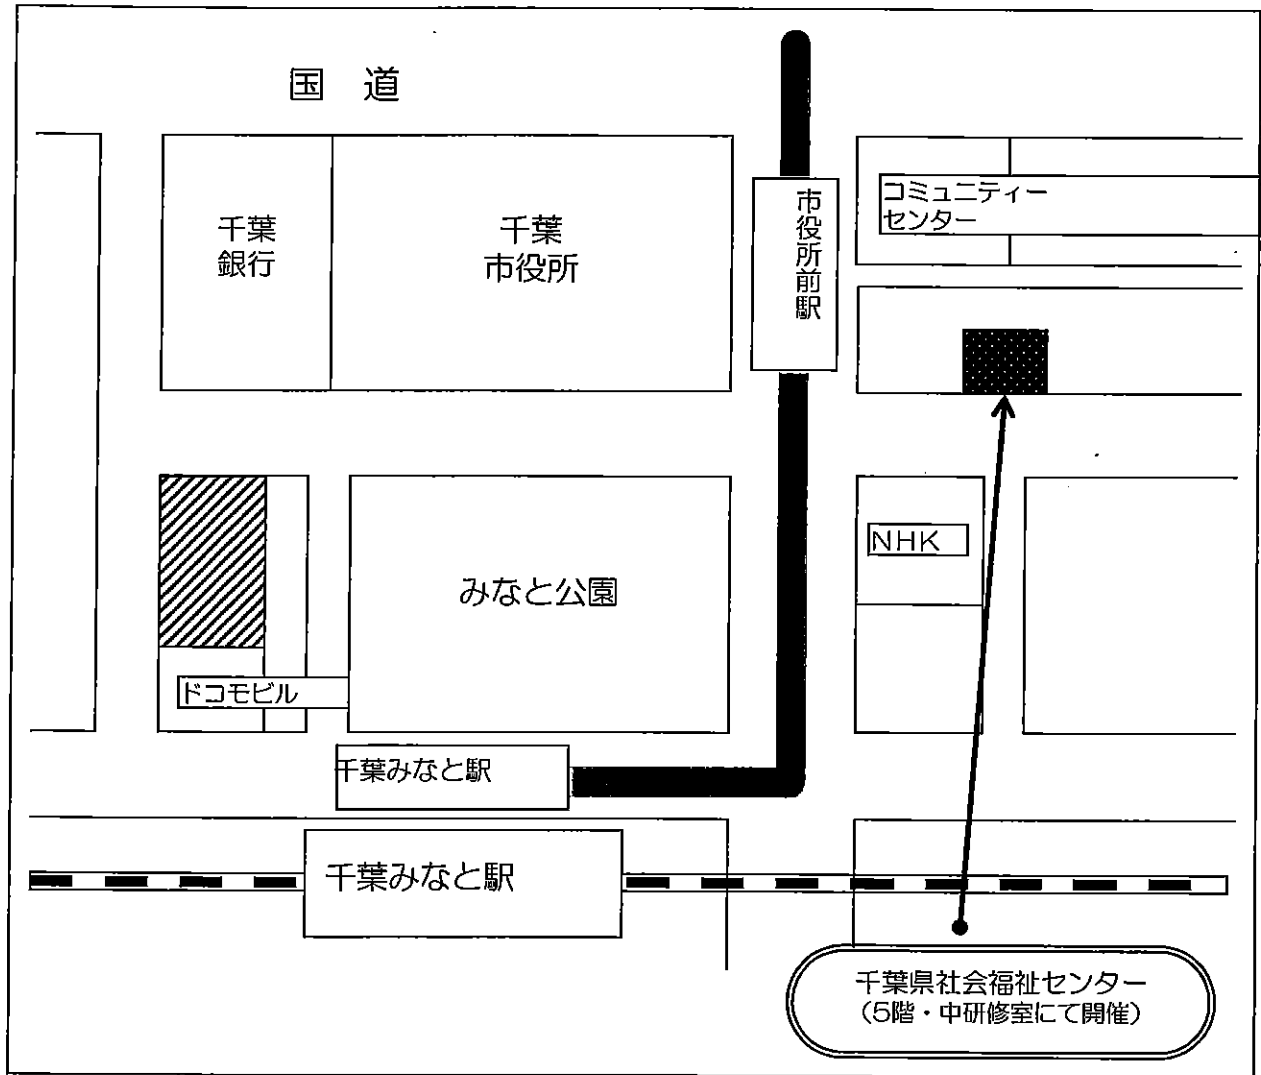 国 道
千葉
銀行
千葉
市役所
市役所前駅
コミュニティー
センター
NHK
みなと公園
ドコモビル
千葉みなと駅
千葉みなと駅
千葉県社会福祉センター
(5階・中研修室にて開催)